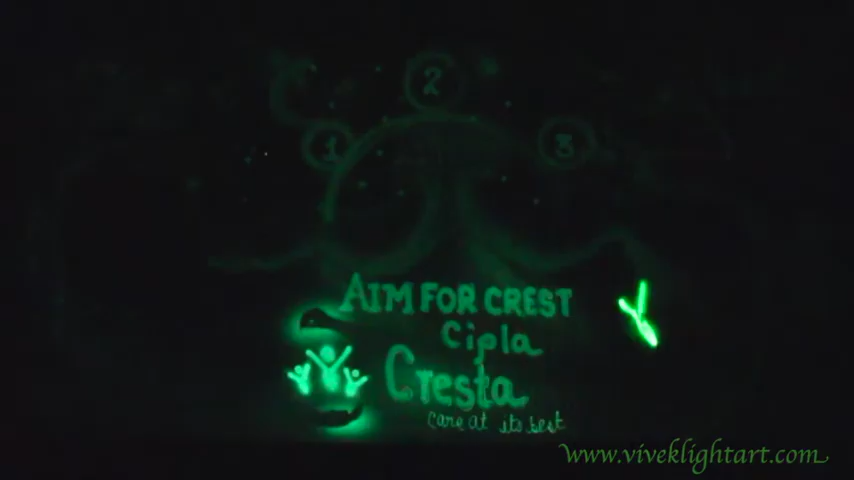 2
1
3
AIM FOR CREST
Cipla
Cresta
care at its best
www.viveklightart.com